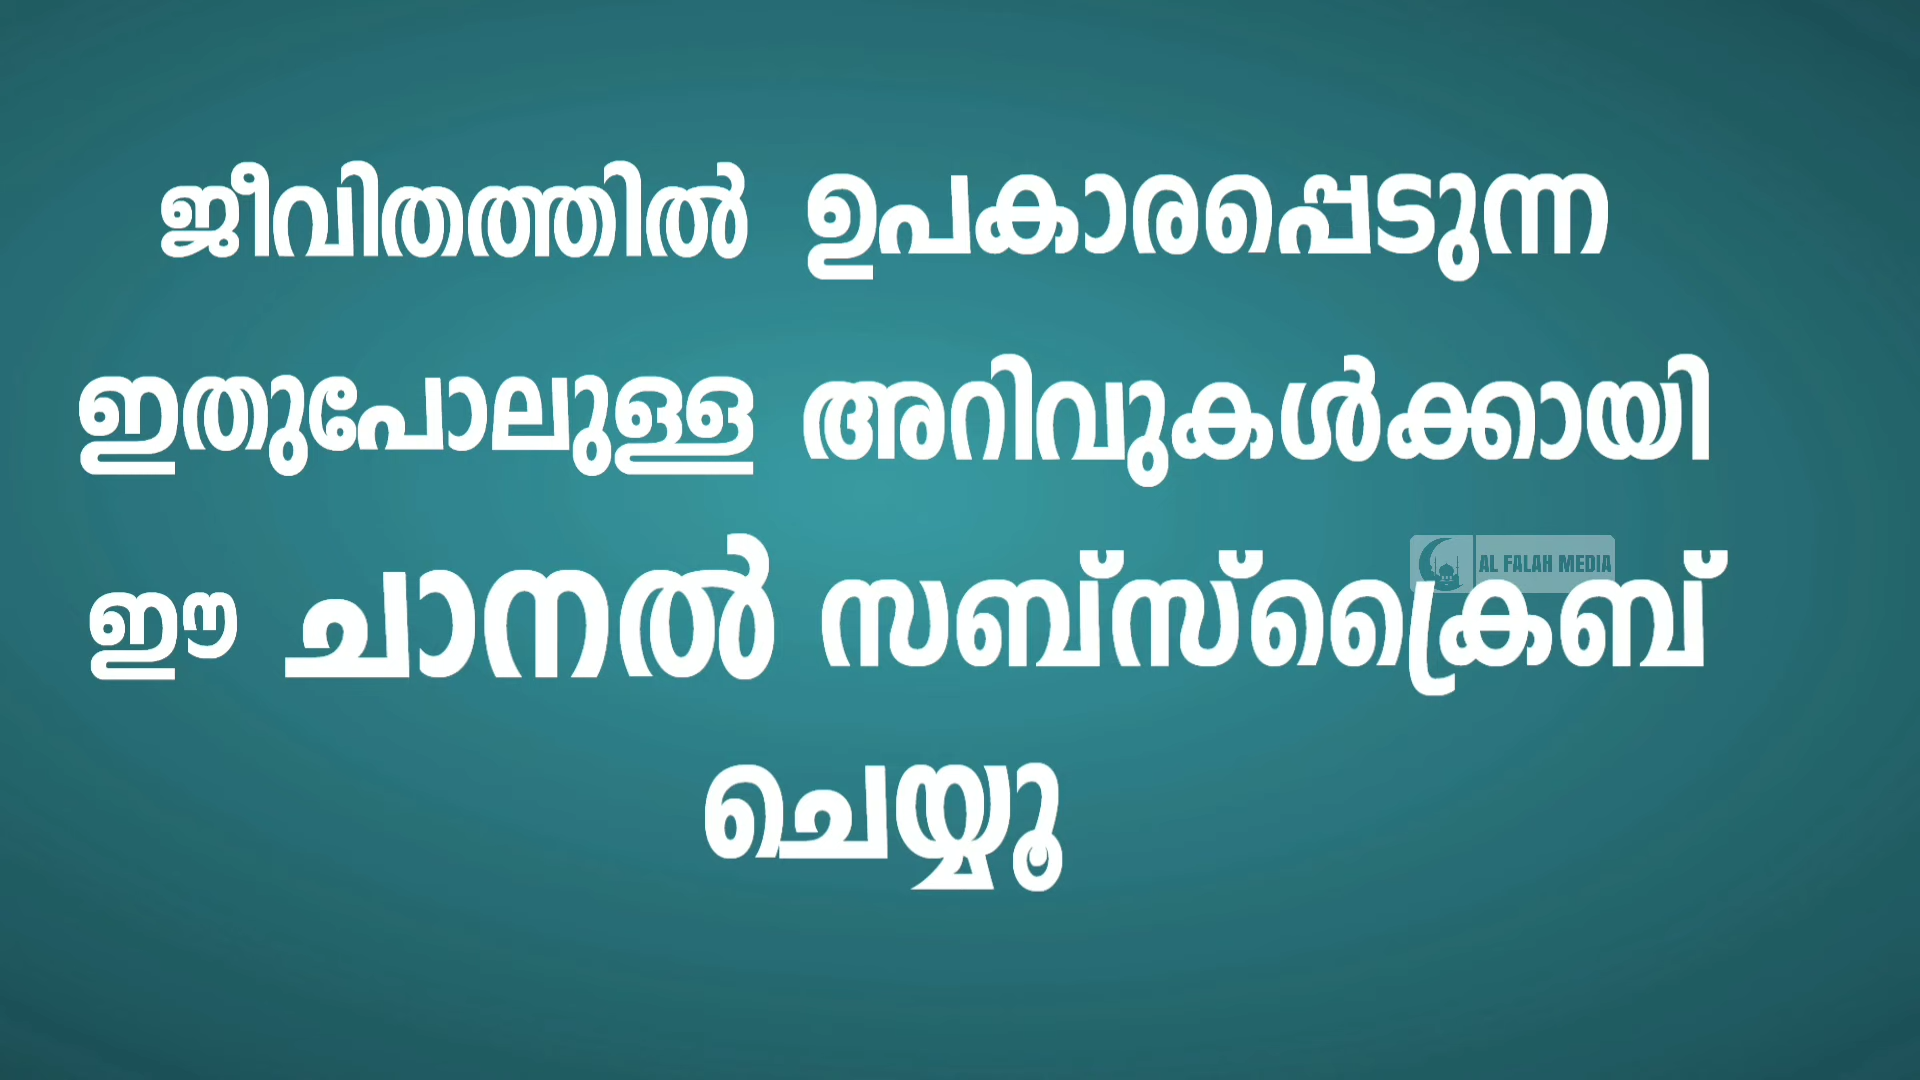 ജീവിതത്തിൽ ഉപകാരപ്പെടുന്ന
ഇതുപോലുള്ള അറിവുകൾക്കായി
AL FALAH MEDIA
ഈ ചാനൽ സബ്സ്ക്രൈബ്
ചെയ്യൂ